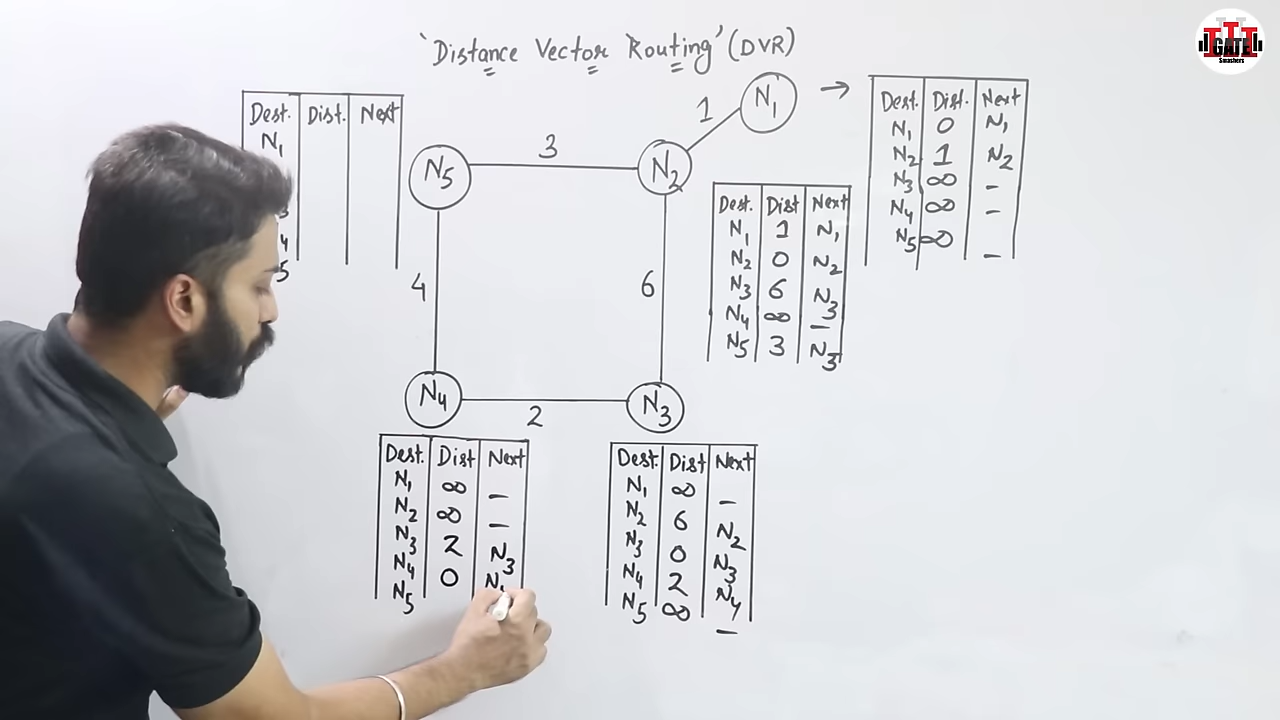 'Distance Vector Routing' (DVR)
GATE
Smashers
Dest. Dist. Next
N1
N5
3
N2
1
N1 →
4
6
N4
2
N3
Dest. Dist. Next
N1 0 N1
N2 1 N2
N3 ∞ -
N4 ∞ -
N5 ∞ -
Dest. Dist Next
N1 1 N1
N2 0 N2
N3 6 N3
N4 ∞ -
N5 3 N3
Dest. Dist Next
N1 ∞ -
N2 ∞ -
N3 2 N3
N4 0
N5
Dest. Dist Next
N1 ∞ -
N2 6 N2
N3 0 N3
N4 2 N4
N5 ∞ -